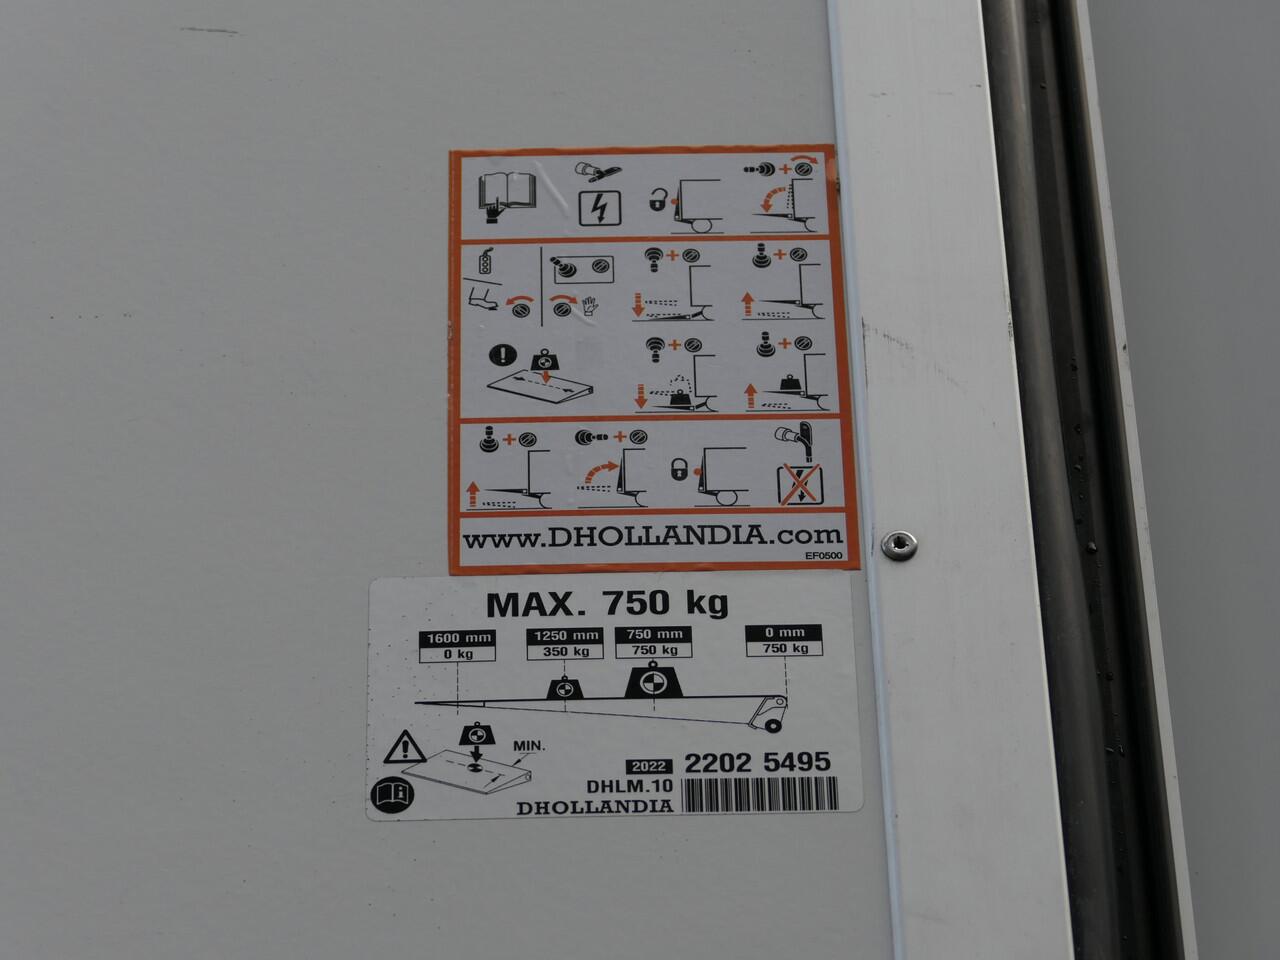 www.DHOLLANDIA.com
EF0500
MAX. 750 kg
1600 mm 1250 mm 750 mm 0 mm
0 kg 350 kg 750 kg 750 kg
MIN.
2022 2202 5495
DHLM.10
DHOLLANDIA